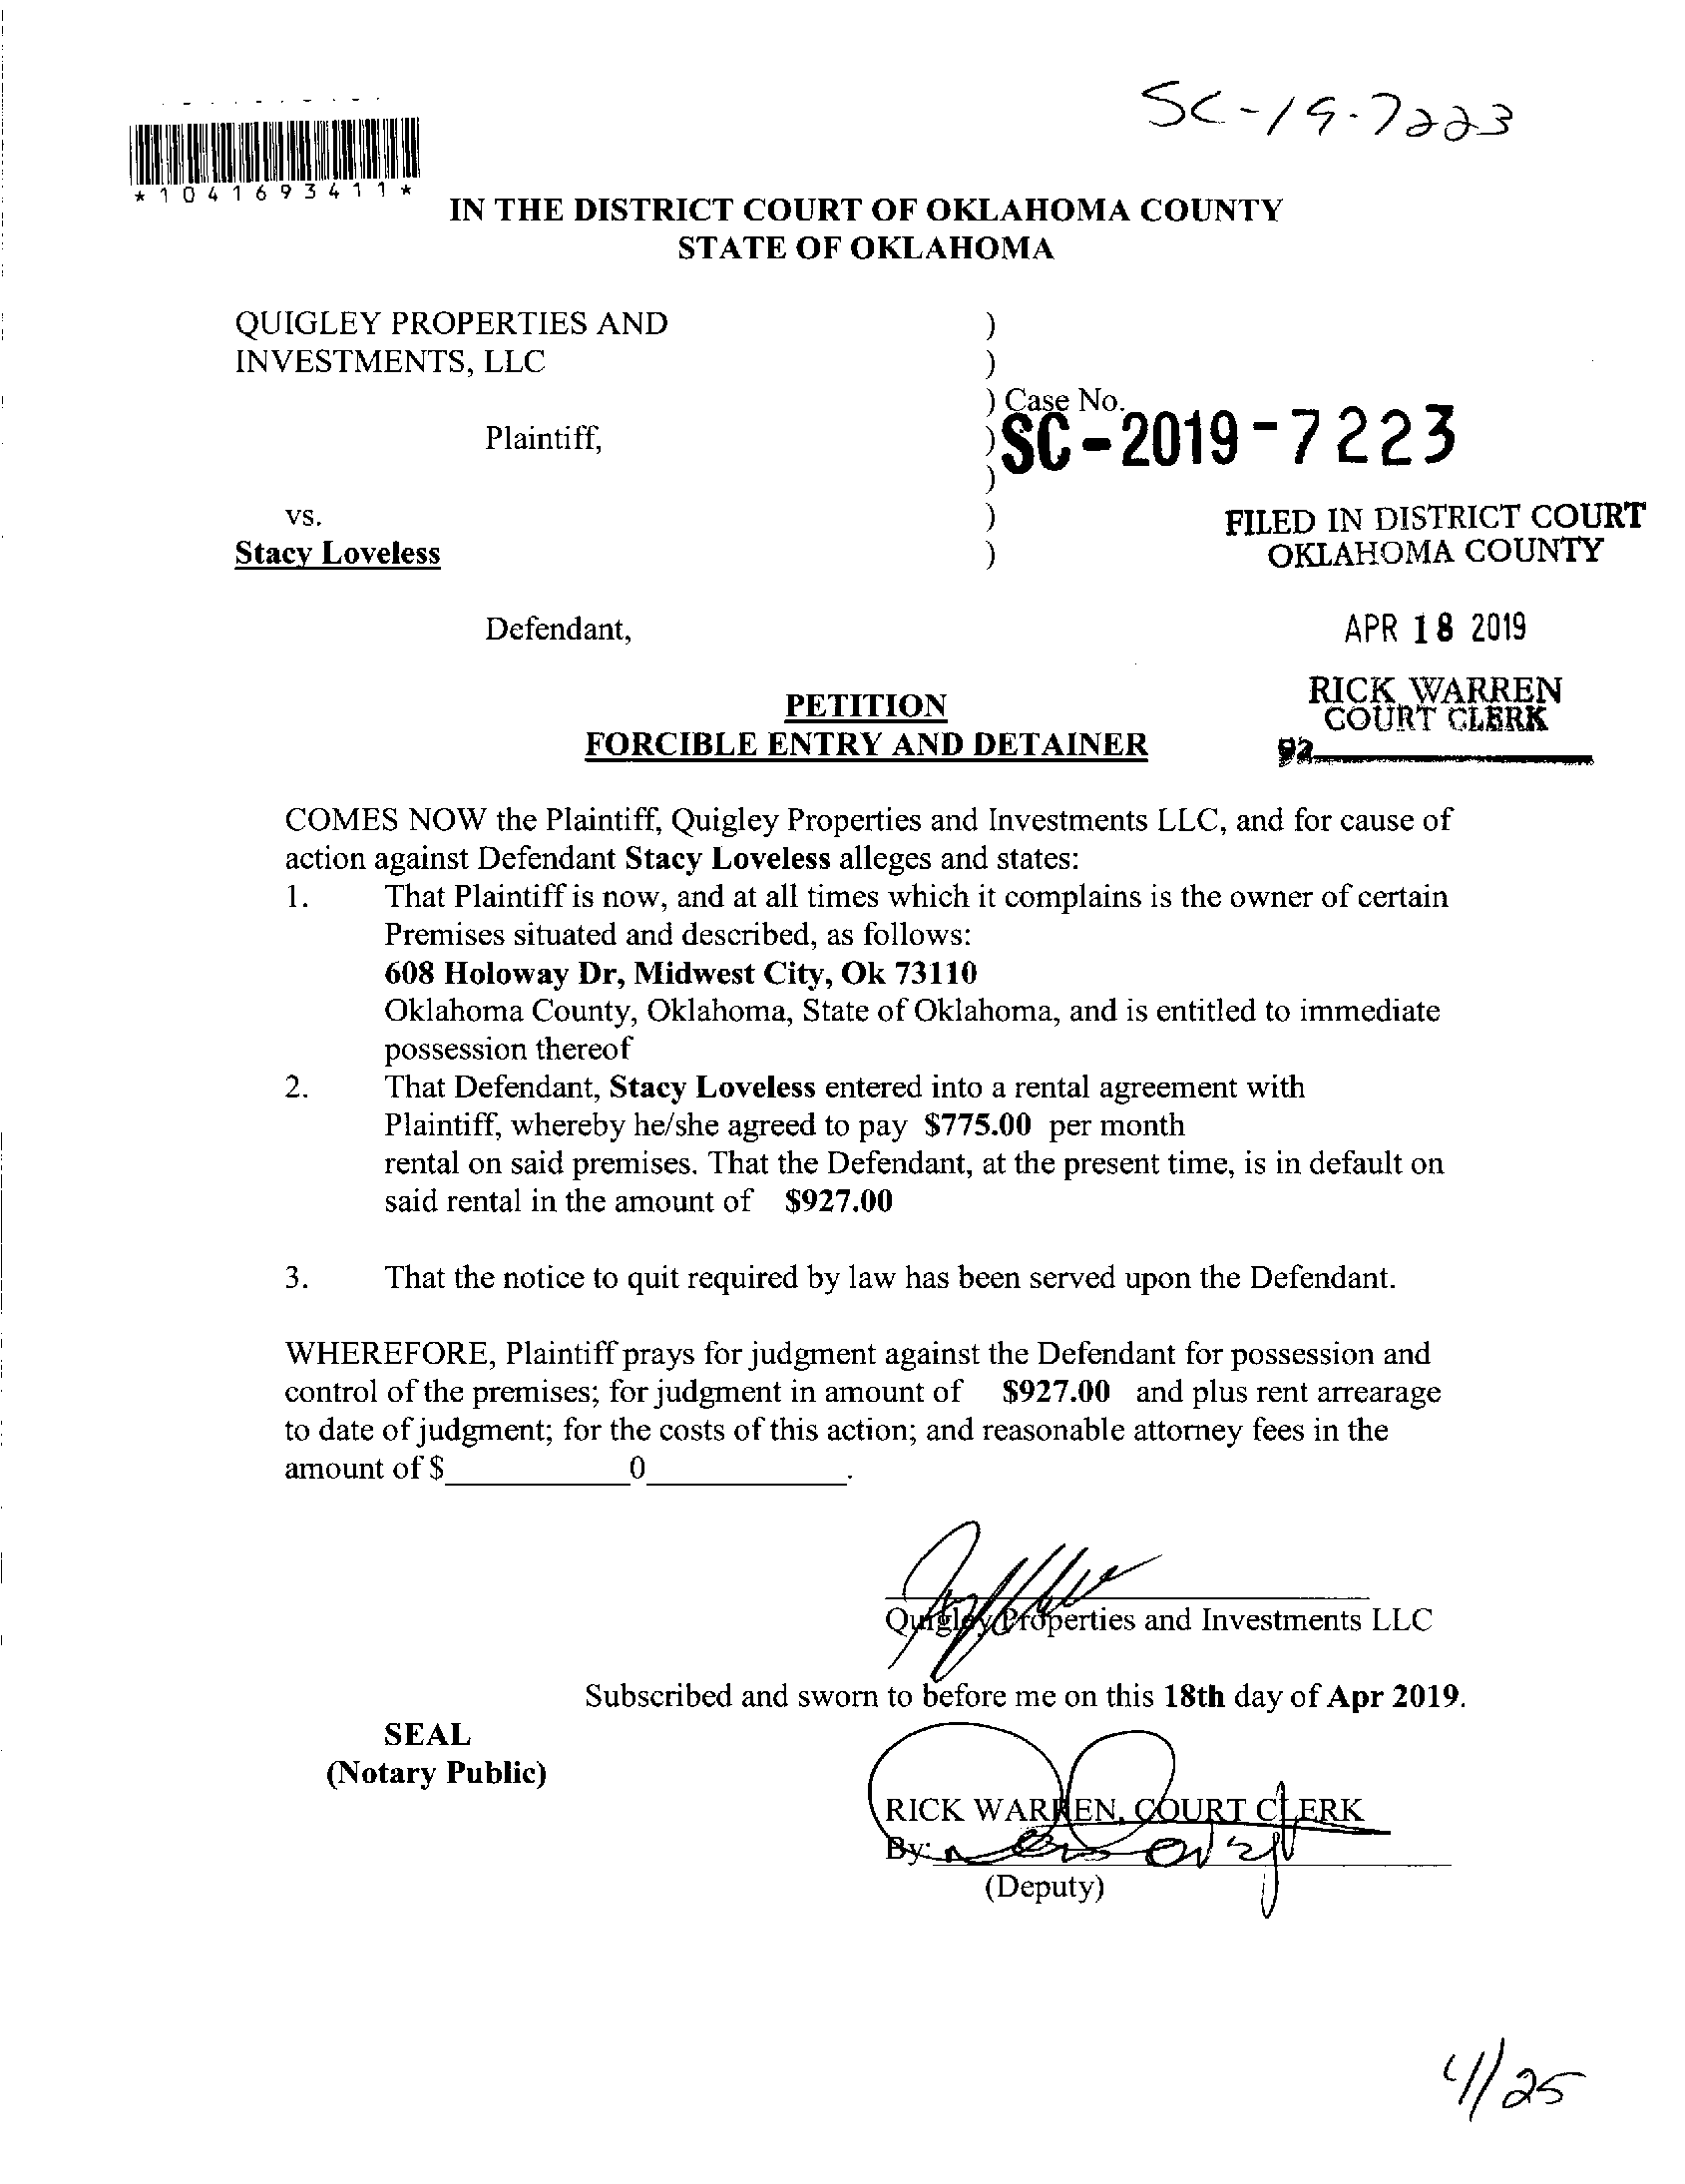 SC-19-7223
*1041693411*
IN THE DISTRICT COURT OF OKLAHOMA COUNTY
STATE OF OKLAHOMA
QUIGLEY PROPERTIES AND )
INVESTMENTS, LLC )
) Case No.
Plaintiff, ) SC-2019-7223
)
vs. )
Stacy Loveless )
FILED IN DISTRICT COURT
OKLAHOMA COUNTY
Defendant,
APR 18 2019
RICK WARREN
COURT CLERK
92
PETITION
FORCIBLE ENTRY AND DETAINER
COMES NOW the Plaintiff, Quigley Properties and Investments LLC, and for cause of
action against Defendant Stacy Loveless alleges and states:
1. That Plaintiff is now, and at all times which it complains is the owner of certain
Premises situated and described, as follows:
608 Holoway Dr, Midwest City, Ok 73110
Oklahoma County, Oklahoma, State of Oklahoma, and is entitled to immediate
possession thereof
2. That Defendant, Stacy Loveless entered into a rental agreement with
Plaintiff, whereby he/she agreed to pay $775.00 per month
rental on said premises. That the Defendant, at the present time, is in default on
said rental in the amount of $927.00
3. That the notice to quit required by law has been served upon the Defendant.
WHEREFORE, Plaintiff prays for judgment against the Defendant for possession and
control of the premises; for judgment in amount of $927.00 and plus rent arrearage
to date of judgment; for the costs of this action; and reasonable attorney fees in the
amount of $ 0 .
Quigley Properties and Investments LLC
Subscribed and sworn to before me on this 18th day of Apr 2019.
SEAL
(Notary Public)
RICK WARREN, COURT CLERK
By:
(Deputy)
4/25